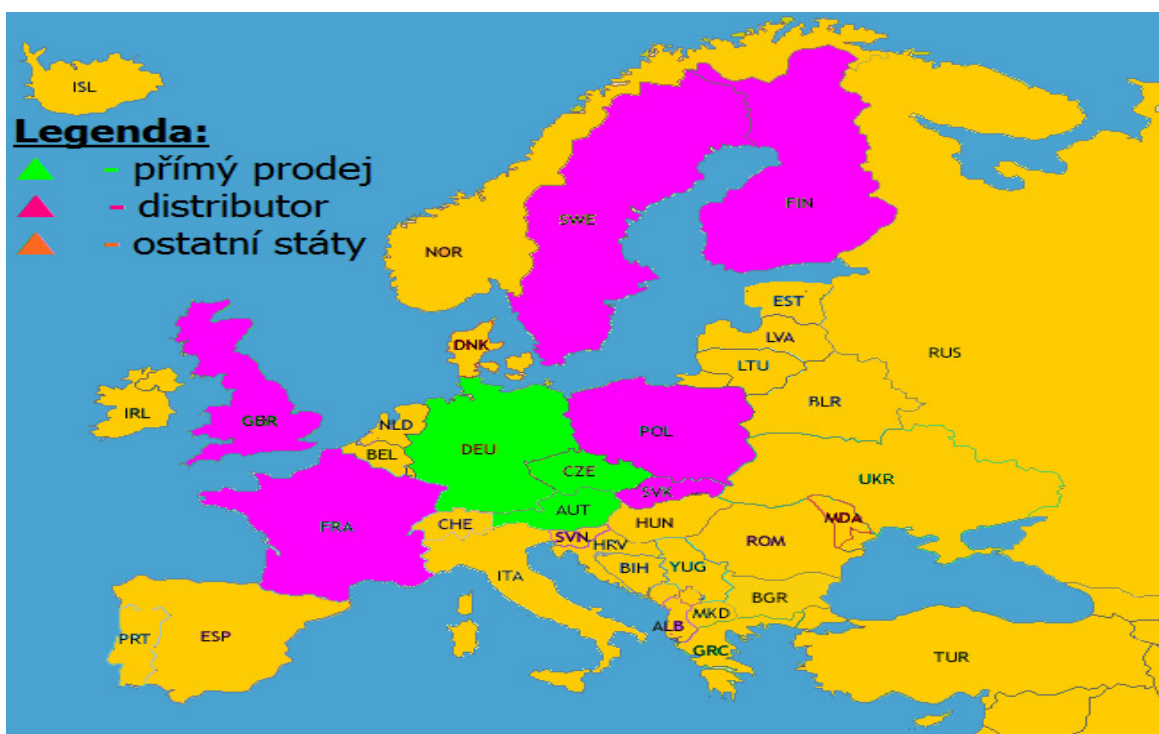 ISL
Legenda:
- přímý prodej
- distributor
- ostatní státy
SWE
FIN
NOR
EST
DNK
LVA
RUS
LTU
IRL
GBR
NLD
BLR
POL
BEL
DEU
CZE
UKR
SVK
AUT
FRA
CHE
HUN
MDA
SVN
HRV
ROM
BIH
YUG
ITA
BGR
MKD
ALB
PRT
ESP
GRC
TUR